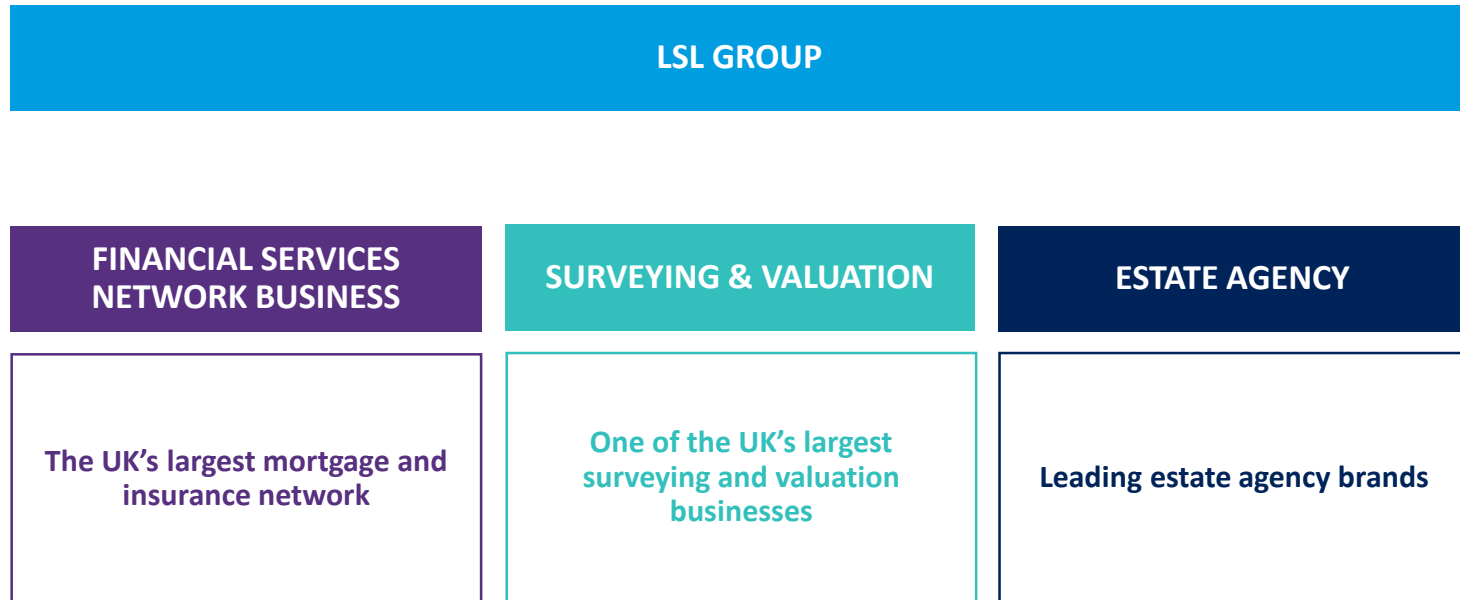 LSL GROUP
FINANCIAL SERVICES
NETWORK BUSINESS
SURVEYING & VALUATION
ESTATE AGENCY
The UK’s largest mortgage and
insurance network
One of the UK’s largest
surveying and valuation
businesses
Leading estate agency brands